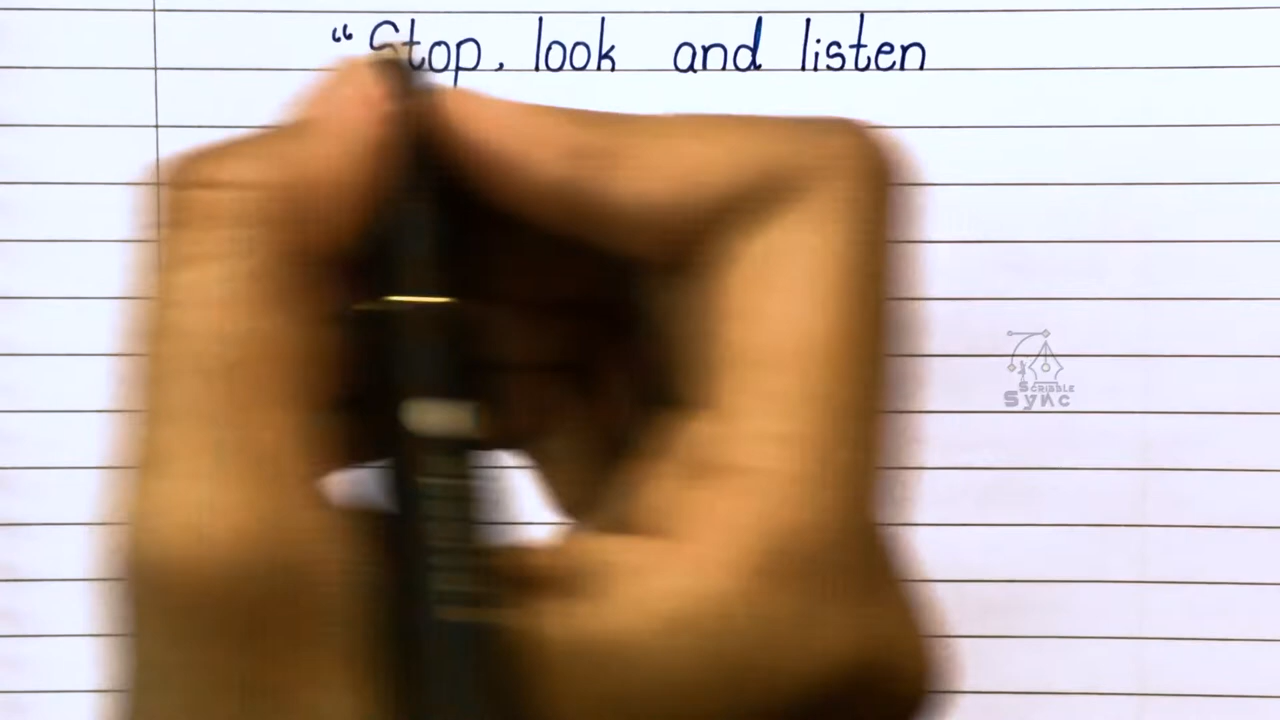 “Stop, look and listen
Scribble
Sync